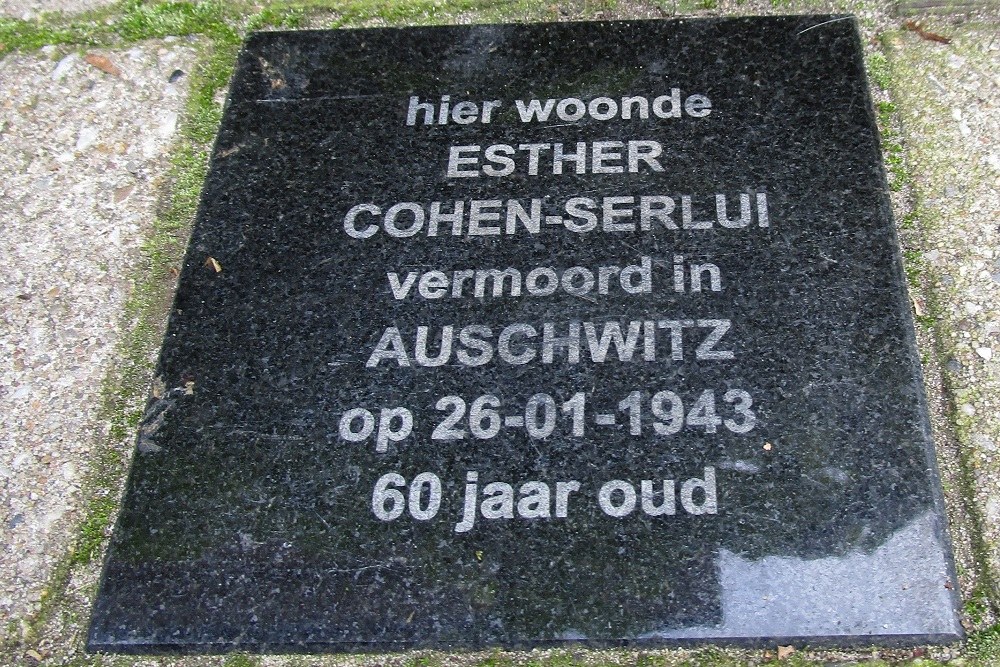 hier woonde
ESTHER
COHEN-SERLUI
vermoord in
AUSCHWITZ
op 26-01-1943
60 jaar oud